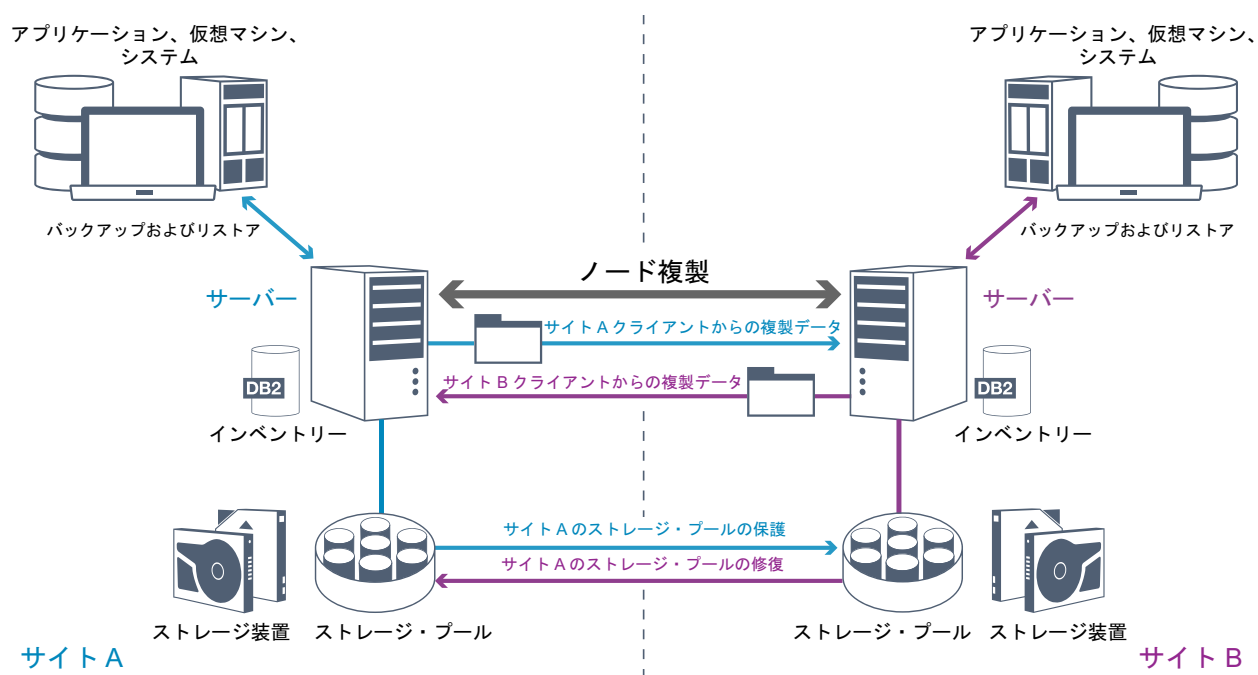 アプリケーション、仮想マシン、
システム
アプリケーション、仮想マシン、
システム
バックアップおよびリストア
バックアップおよびリストア
ノード複製
サーバー
サーバー
サイト A クライアントからの複製データ
サイト B クライアントからの複製データ
DB2
DB2
インベントリー
インベントリー
サイト A のストレージ・プールの保護
サイト A のストレージ・プールの修復
ストレージ装置
ストレージ・プール
ストレージ・プール
ストレージ装置
サイト A
サイト B